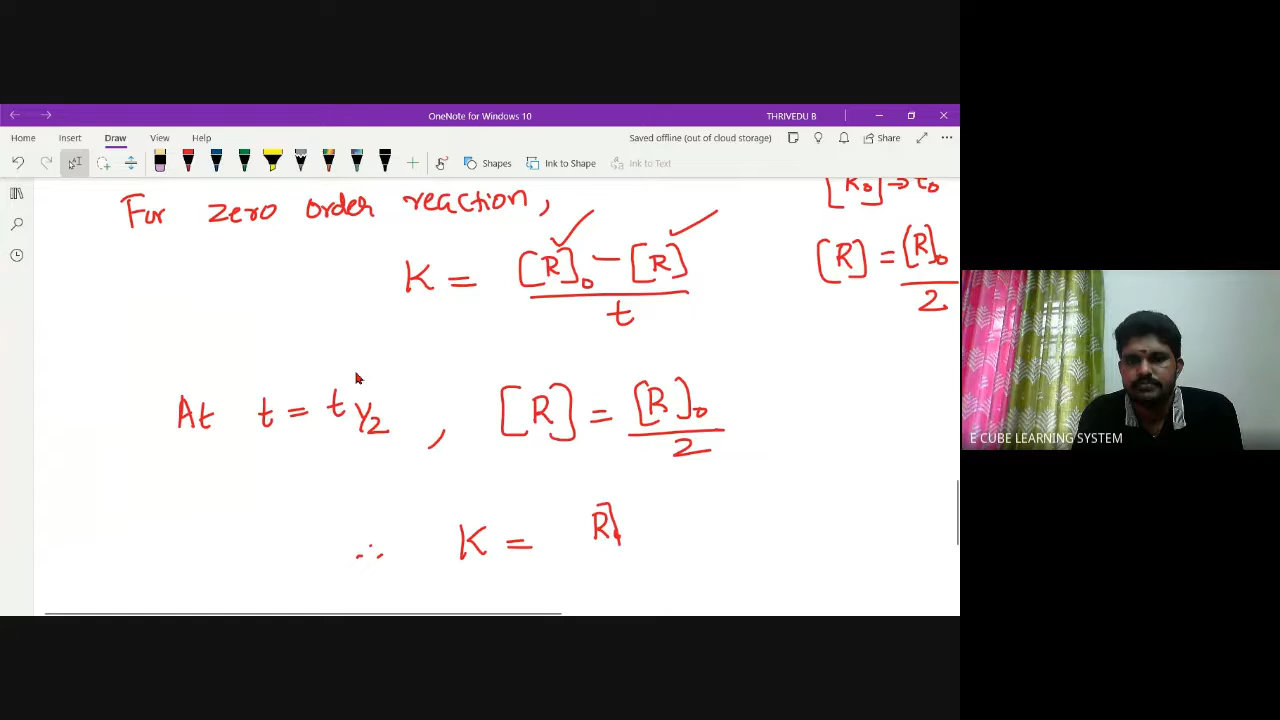 OneNote for Windows 10 THRIVEDU B
Home Insert Draw View Help Saved offline (out of cloud storage) Share
Shapes Ink to Shape Ink to Text
For zero order reaction,
[R₀] → t₀
K = [R]₀ − [R] / t
[R] = [R]₀ / 2
At t = t 1/2 , [R] = [R]₀ / 2
∴ K = R]
E CUBE LEARNING SYSTEM